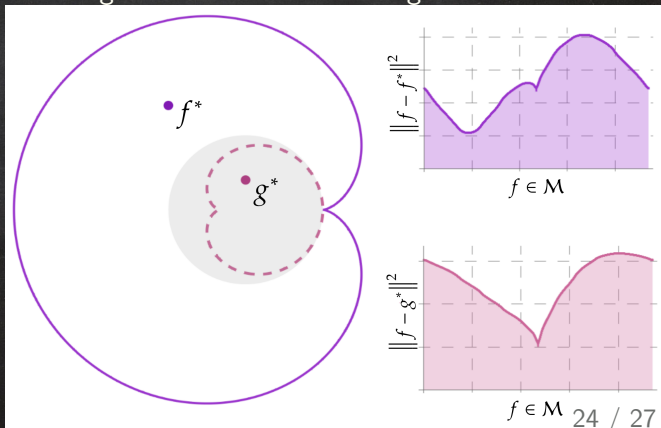 f*
g*
‖f − f*‖²
f ∈ M
‖f − g*‖²
f ∈ M
24 / 27